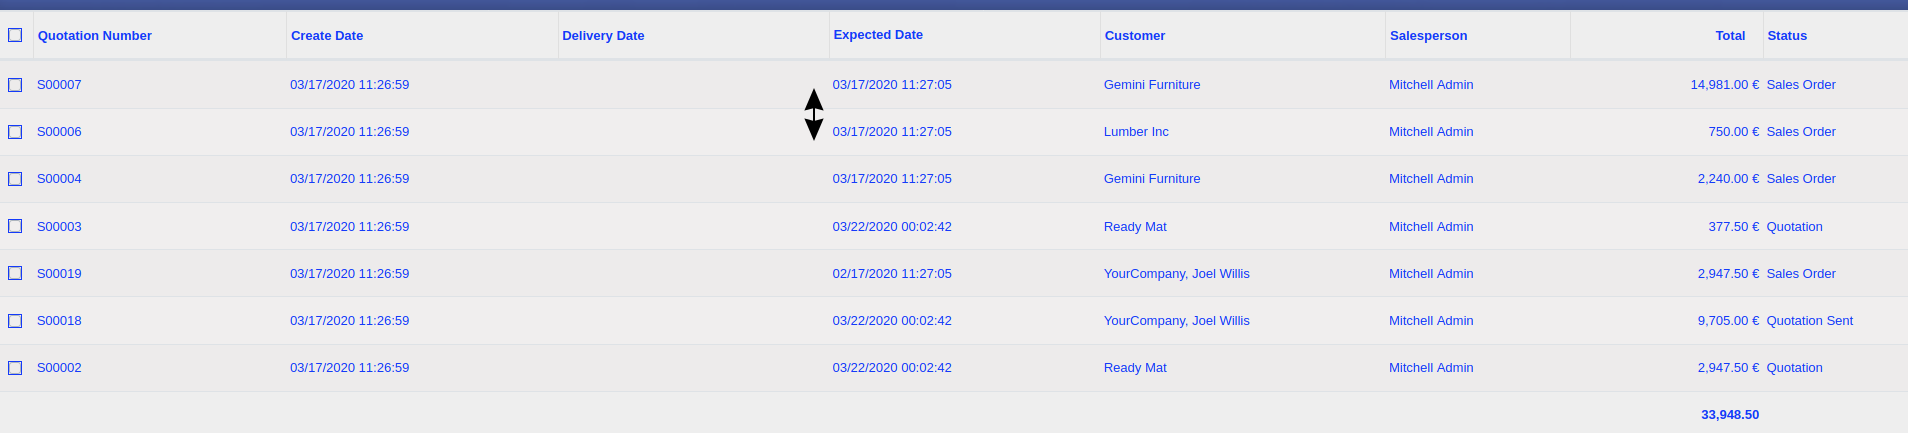 Quotation Number Create Date Delivery Date Expected Date Customer Salesperson Total Status
S00007 03/17/2020 11:26:59 03/17/2020 11:27:05 Gemini Furniture Mitchell Admin 14,981.00 € Sales Order
S00006 03/17/2020 11:26:59 03/17/2020 11:27:05 Lumber Inc Mitchell Admin 750.00 € Sales Order
S00004 03/17/2020 11:26:59 03/17/2020 11:27:05 Gemini Furniture Mitchell Admin 2,240.00 € Sales Order
S00003 03/17/2020 11:26:59 03/22/2020 00:02:42 Ready Mat Mitchell Admin 377.50 € Quotation
S00019 03/17/2020 11:26:59 02/17/2020 11:27:05 YourCompany, Joel Willis Mitchell Admin 2,947.50 € Sales Order
S00018 03/17/2020 11:26:59 03/22/2020 00:02:42 YourCompany, Joel Willis Mitchell Admin 9,705.00 € Quotation Sent
S00002 03/17/2020 11:26:59 03/22/2020 00:02:42 Ready Mat Mitchell Admin 2,947.50 € Quotation
33,948.50